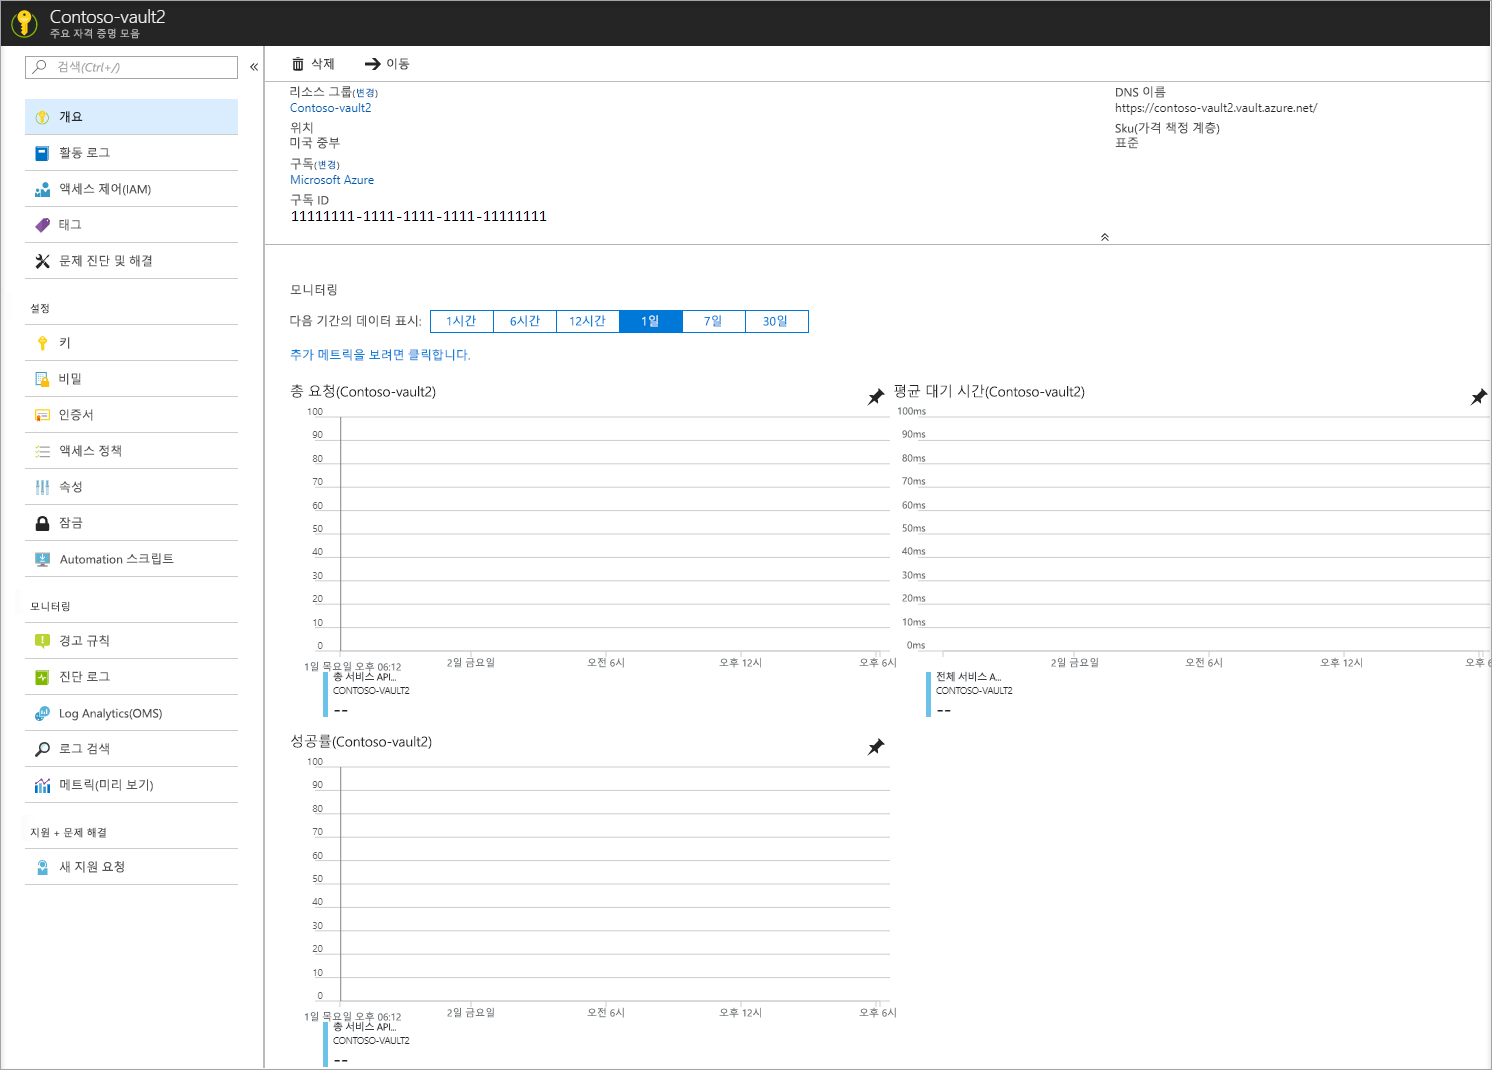 Contoso-vault2
주요 자격 증명 모음
검색(Ctrl+/)
«
개요
활동 로그
액세스 제어(IAM)
태그
문제 진단 및 해결
설정
키
비밀
인증서
액세스 정책
속성
잠금
Automation 스크립트
모니터링
경고 규칙
진단 로그
Log Analytics(OMS)
로그 검색
메트릭(미리 보기)
지원 + 문제 해결
새 지원 요청
삭제 이동
리소스 그룹(변경)
Contoso-vault2
위치
미국 중부
구독(변경)
Microsoft Azure
구독 ID
11111111-1111-1111-1111-11111111
DNS 이름
https://contoso-vault2.vault.azure.net/
Sku(가격 책정 계층)
표준
모니터링
다음 기간의 데이터 표시: 1시간 6시간 12시간 1일 7일 30일
추가 메트릭을 보려면 클릭합니다.
총 요청(Contoso-vault2)
100
90
80
70
60
50
40
30
20
10
0
1일 목요일 오후 06:12 2일 금요일 오전 6시 오후 12시 오후 6시
총 서비스 API...
CONTOSO-VAULT2
--
평균 대기 시간(Contoso-vault2)
100ms
90ms
80ms
70ms
60ms
50ms
40ms
30ms
20ms
10ms
0ms
2일 금요일 오전 6시 오후 12시 오후 6
전체 서비스 A...
CONTOSO-VAULT2
--
성공률(Contoso-vault2)
100
90
80
70
60
50
40
30
20
10
0
1일 목요일 오후 06:12 2일 금요일 오전 6시 오후 12시 오후 6시
총 서비스 API...
CONTOSO-VAULT2
--